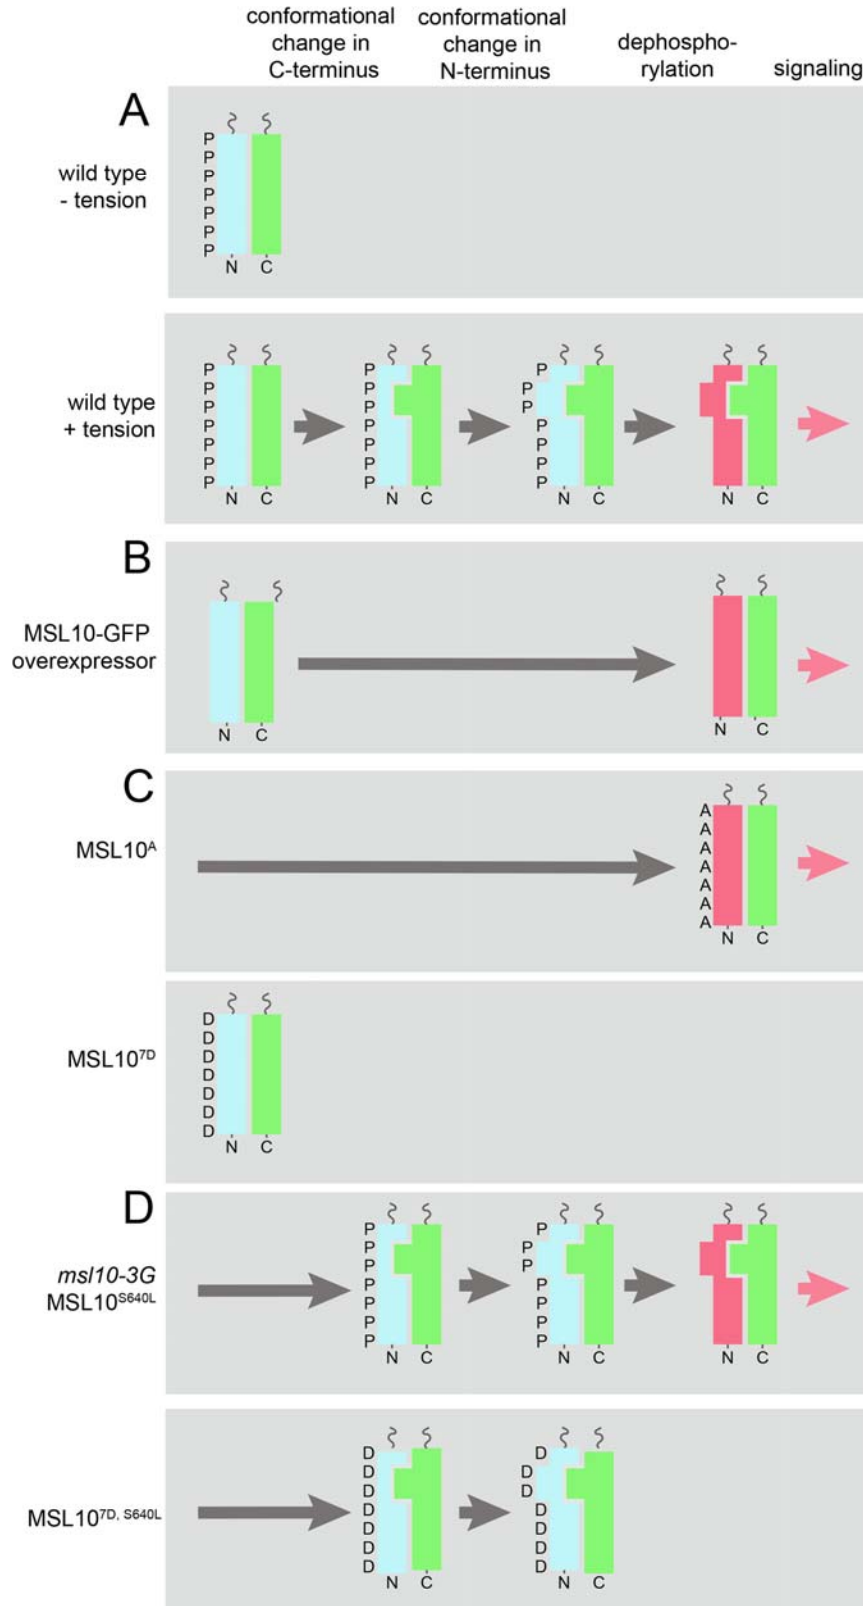 conformational
change in
C-terminus
conformational
change in
N-terminus
dephospho-
rylation
signaling
A
wild type
- tension
P
P
P
P
P
P
P
N C
wild type
+ tension
P P P
P P P
P P P
P P P
P P P
P P P
P P P
N C N C N C N C
B
MSL10-GFP
overexpressor
N C N C
C
MSL10ᴬ
A
A
A
A
A
A
A
N C
MSL10⁷ᴰ
D
D
D
D
D
D
D
N C
D
msl10-3G
MSL10ˢ⁶⁴⁰ᴸ
P P
P P
P P
P P
P P
P P
P P
N C N C N C
MSL10⁷ᴰ, ˢ⁶⁴⁰ᴸ
D D
D D
D D
D D
D D
D D
D D
N C N C